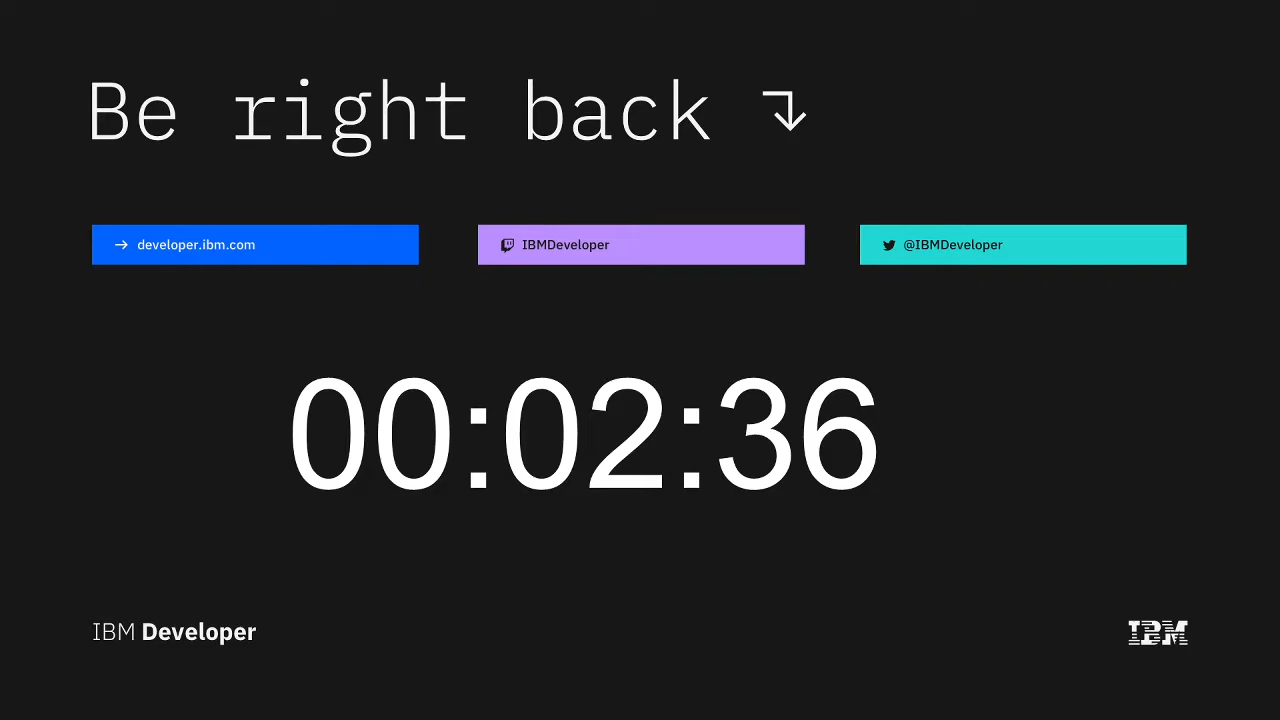 Be right back ↴
→ developer.ibm.com
IBMDeveloper
@IBMDeveloper
00:02:36
IBM Developer
IBM